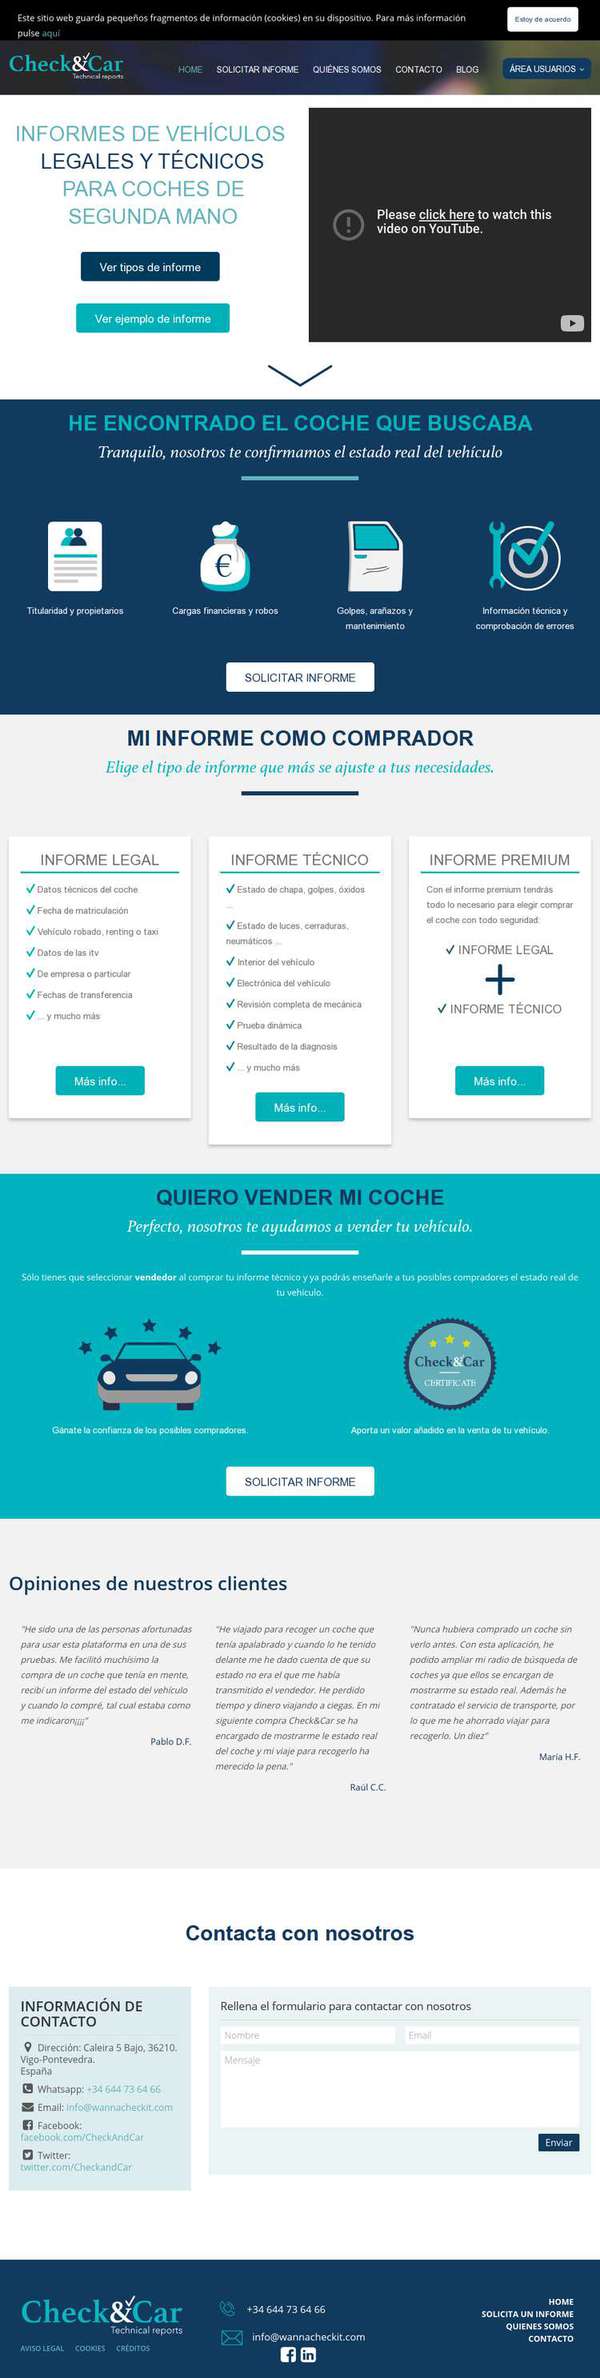 Este sitio web guarda pequeños fragmentos de información (cookies) en su dispositivo. Para más información
pulse aquí
Estoy de acuerdo
Check&Car
Technical reports
HOME
SOLICITAR INFORME
QUIÉNES SOMOS
CONTACTO
BLOG
ÁREA USUARIOS
INFORMES DE VEHÍCULOS
LEGALES Y TÉCNICOS
PARA COCHES DE
SEGUNDA MANO
Ver tipos de informe
Ver ejemplo de informe
Please click here to watch this
video on YouTube.
HE ENCONTRADO EL COCHE QUE BUSCABA
Tranquilo, nosotros te confirmamos el estado real del vehículo
Titularidad y propietarios
Cargas financieras y robos
Golpes, arañazos y
mantenimiento
Información técnica y
comprobación de errores
SOLICITAR INFORME
MI INFORME COMO COMPRADOR
Elige el tipo de informe que más se ajuste a tus necesidades.
INFORME LEGAL
Datos técnicos del coche
Fecha de matriculación
Vehículo robado, renting o taxi
Datos de las itv
De empresa o particular
Fechas de transferencia
... y mucho más
Más info...
INFORME TÉCNICO
Estado de chapa, golpes, óxidos
...
Estado de luces, cerraduras,
neumáticos ...
Interior del vehículo
Electrónica del vehículo
Revisión completa de mecánica
Prueba dinámica
Resultado de la diagnosis
... y mucho más
Más info...
INFORME PREMIUM
Con el informe premium tendrás
todo lo necesario para elegir comprar
el coche con todo seguridad:
INFORME LEGAL
INFORME TÉCNICO
Más info...
QUIERO VENDER MI COCHE
Perfecto, nosotros te ayudamos a vender tu vehículo.
Sólo tienes que seleccionar vendedor al comprar tu informe técnico y ya podrás enseñarle a tus posibles compradores el estado real de
tu vehículo.
Check&Car
CERTIFICATE
Gánate la confianza de los posibles compradores.
Aporta un valor añadido en la venta de tu vehículo.
SOLICITAR INFORME
Opiniones de nuestros clientes
"He sido una de las personas afortunadas
para usar esta plataforma en una de sus
pruebas. Me facilitó muchísimo la
compra de un coche que tenía en mente,
recibí un informe del estado del vehículo
y cuando lo compré, tal cual estaba como
me indicaron¡¡¡¡"
Pablo D.F.
"He viajado para recoger un coche que
tenía apalabrado y cuando lo he tenido
delante me he dado cuenta de que su
estado no era el que me había
transmitido el vendedor. He perdido
tiempo y dinero viajando a ciegas. En mi
siguiente compra Check&Car se ha
encargado de mostrarme le estado real
del coche y mi viaje para recogerlo ha
merecido la pena."
Raúl C.C.
"Nunca hubiera comprado un coche sin
verlo antes. Con esta aplicación, he
podido ampliar mi radio de búsqueda de
coches ya que ellos se encargan de
mostrarme su estado real. Además he
contratado el servicio de transporte, por
lo que me he ahorrado viajar para
recogerlo. Un diez"
María H.F.
Contacta con nosotros
INFORMACIÓN DE
CONTACTO
Dirección: Caleira 5 Bajo, 36210.
Vigo-Pontevedra.
España
Whatsapp: +34 644 73 64 66
Email: info@wannacheckit.com
Facebook:
facebook.com/CheckAndCar
Twitter:
twitter.com/CheckandCar
Rellena el formulario para contactar con nosotros
Nombre
Email
Mensaje
Enviar
Check&Car
Technical reports
AVISO LEGAL
COOKIES
CRÉDITOS
+34 644 73 64 66
info@wannacheckit.com
HOME
SOLICITA UN INFORME
QUIENES SOMOS
CONTACTO